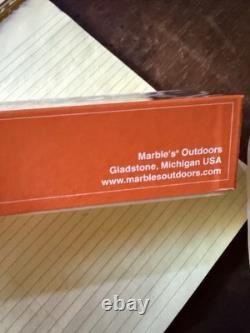 Marble's® Outdoors
Gladstone, Michigan USA
www.marblesoutdoors.com
ebay